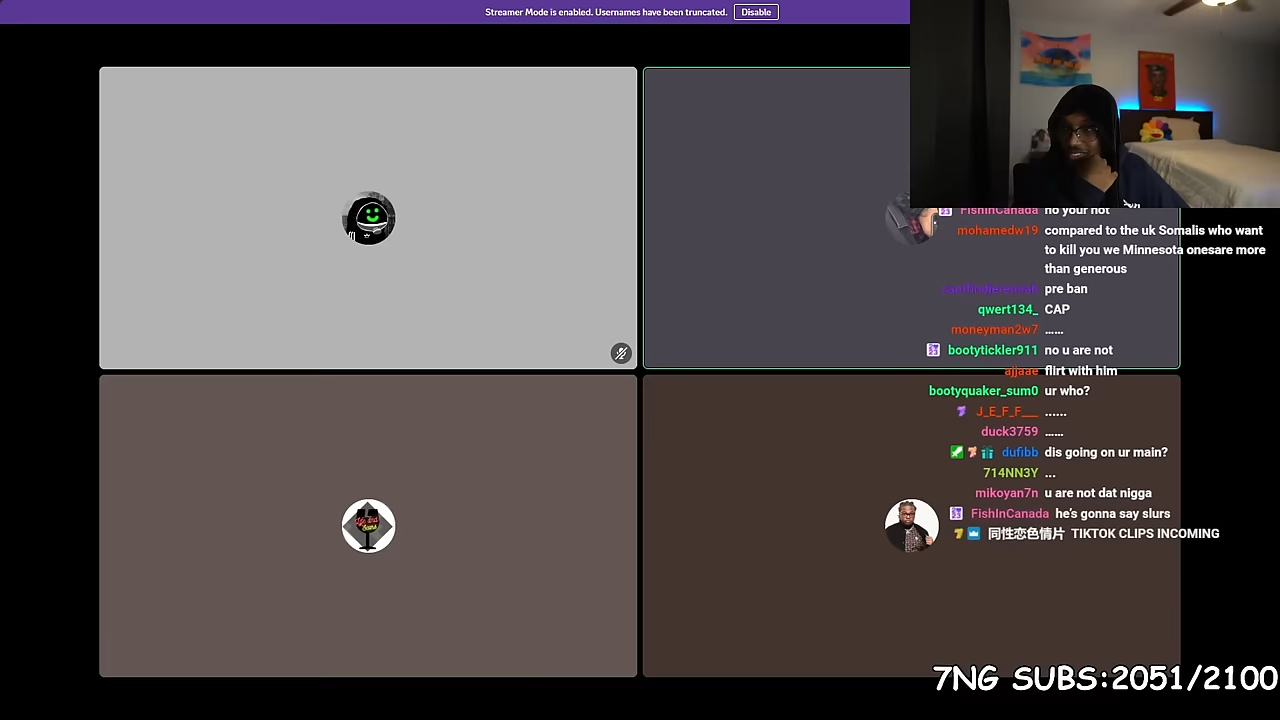 Streamer Mode is enabled. Usernames have been truncated. Disable
FishInCanada no your not
mohamedw19 compared to the uk Somalis who want
to kill you we Minnesota onesare more
than generous
pre ban
qwert134_ CAP
moneyman2w7 ......
bootytickler911 no u are not
ajjaae flirt with him
bootyquaker_sum0 ur who?
J_E_F_F___ ......
duck3759 ......
dufibb dis going on ur main?
714NN3Y ...
mikoyan7n u are not dat nigga
FishInCanada he's gonna say slurs
同性恋色情片 TIKTOK CLIPS INCOMING
7NG SUBS:2051/2100